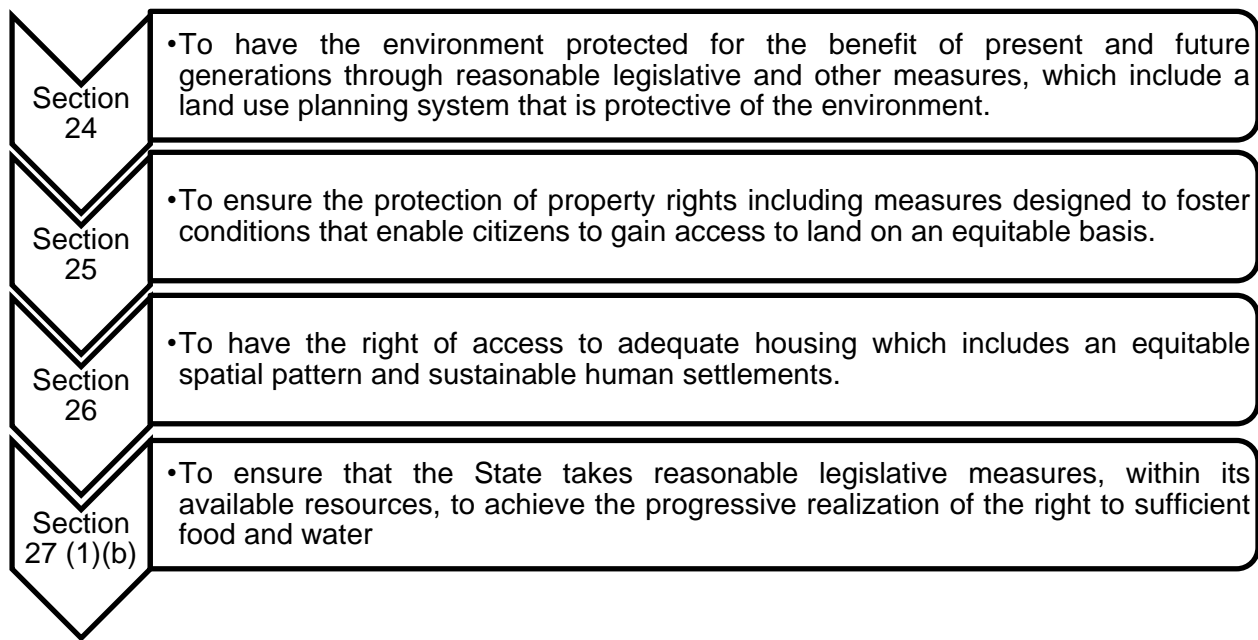 Section
24
•To have the environment protected for the benefit of present and future
generations through reasonable legislative and other measures, which include a
land use planning system that is protective of the environment.
Section
25
•To ensure the protection of property rights including measures designed to foster
conditions that enable citizens to gain access to land on an equitable basis.
Section
26
•To have the right of access to adequate housing which includes an equitable
spatial pattern and sustainable human settlements.
Section
27 (1)(b)
•To ensure that the State takes reasonable legislative measures, within its
available resources, to achieve the progressive realization of the right to sufficient
food and water